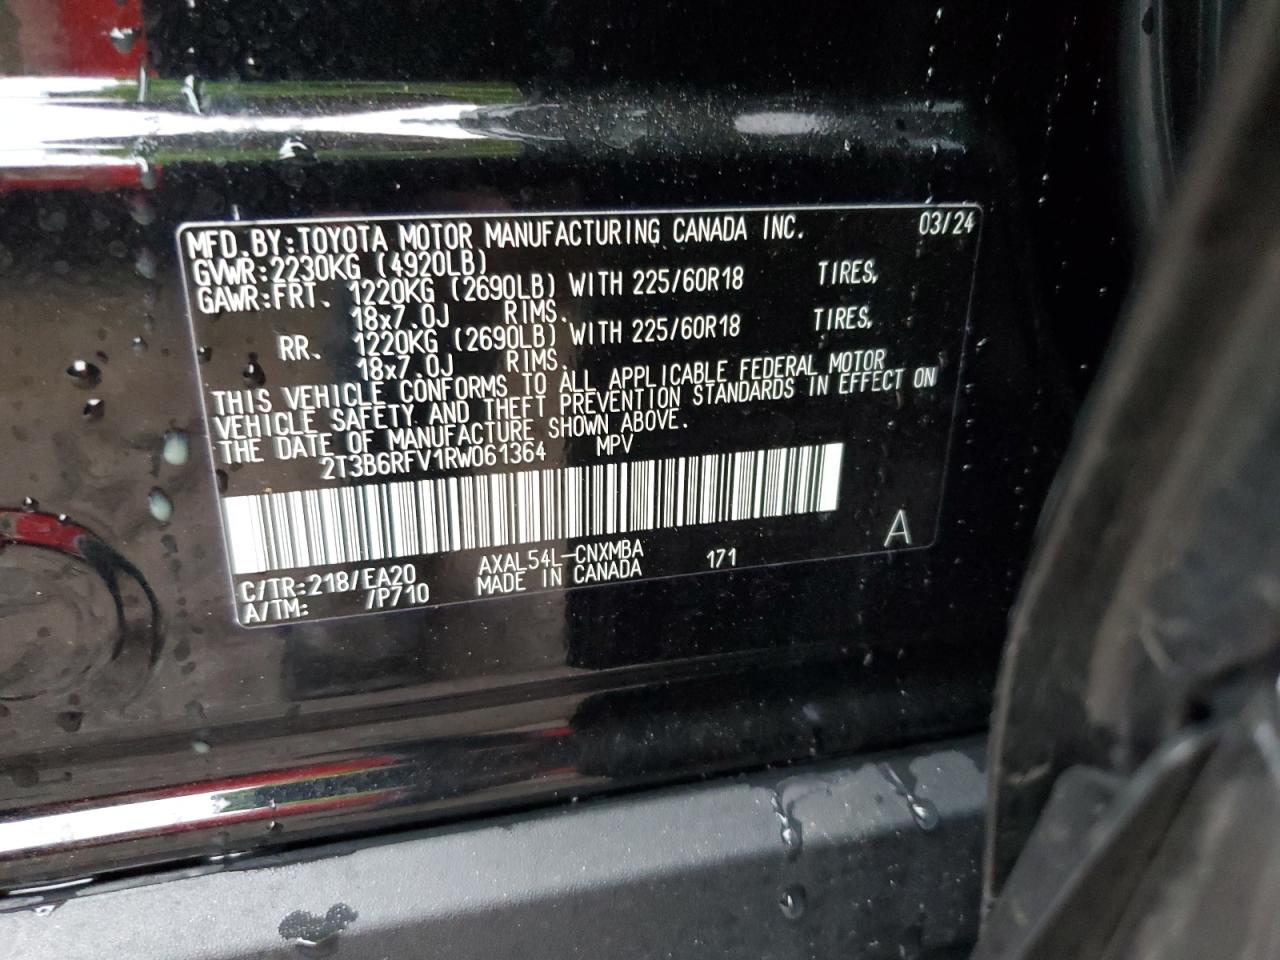 MFD. BY: TOYOTA MOTOR MANUFACTURING CANADA INC. 03/24
GVWR: 2230KG (4920LB)
GAWR: FRT. 1220KG (2690LB) WITH 225/60R18 TIRES,
18x7.0J RIMS.
RR. 1220KG (2690LB) WITH 225/60R18 TIRES,
18x7.0J RIMS.
THIS VEHICLE CONFORMS TO ALL APPLICABLE FEDERAL MOTOR
VEHICLE SAFETY AND THEFT PREVENTION STANDARDS IN EFFECT ON
THE DATE OF MANUFACTURE SHOWN ABOVE.
2T3B6RFV1RW061364 MPV
A
C/TR: 218/EA20 AXAL54L-CNXMBA 171
A/TM: /P710 MADE IN CANADA